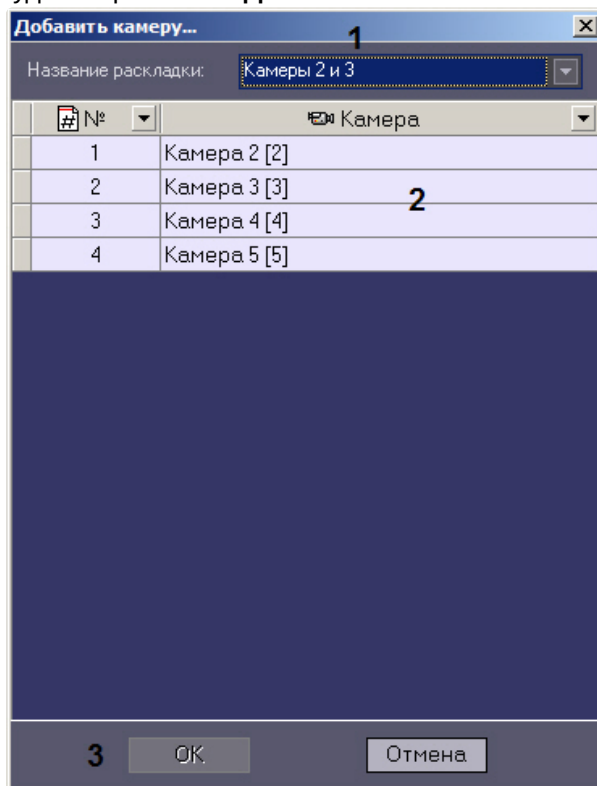 Добавить камеру...
1
Название раскладки: Камеры 2 и 3
# № Камера
1 Камера 2 [2]
2 Камера 3 [3]
2
3 Камера 4 [4]
4 Камера 5 [5]
3 OK Отмена